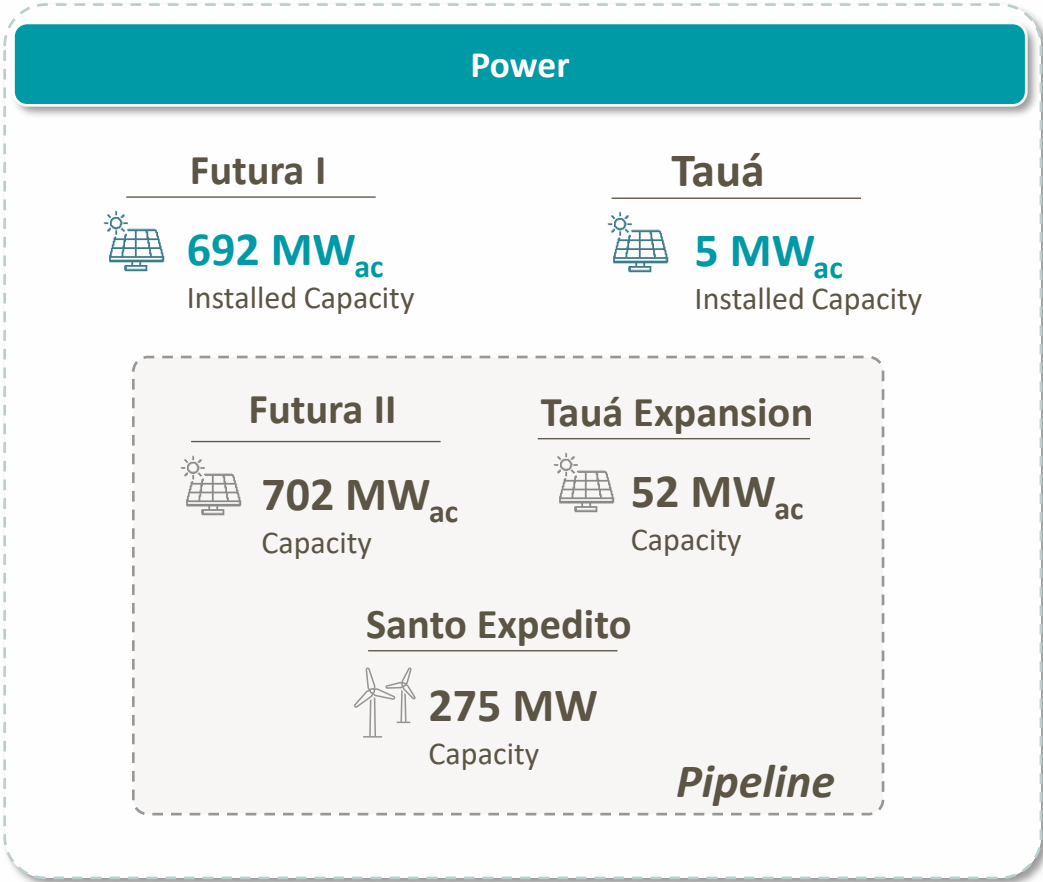 Power
Futura I
Tauá
692 MWac
Installed Capacity
5 MWac
Installed Capacity
Futura II
Tauá Expansion
702 MWac
Capacity
52 MWac
Capacity
Santo Expedito
275 MW
Capacity
Pipeline